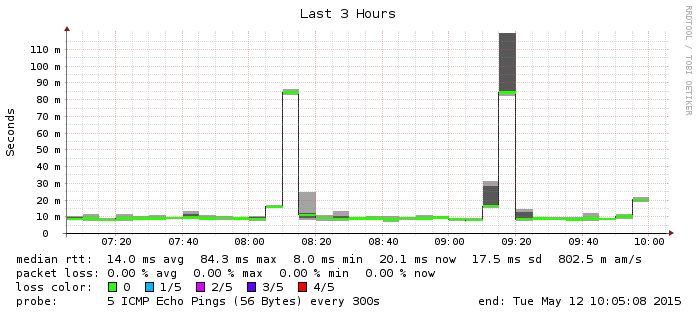 Last 3 Hours
RRDTOOL / TOBI OETIKER
Seconds
110 m
100 m
90 m
80 m
70 m
60 m
50 m
40 m
30 m
20 m
10 m
0
07:20 07:40 08:00 08:20 08:40 09:00 09:20 09:40 10:00
median rtt: 14.0 ms avg 84.3 ms max 8.0 ms min 20.1 ms now 17.5 ms sd 802.5 m am/s
packet loss: 0.00 % avg 0.00 % max 0.00 % min 0.00 % now
loss color: 0 1/5 2/5 3/5 4/5
probe: 5 ICMP Echo Pings (56 Bytes) every 300s end: Tue May 12 10:05:08 2015